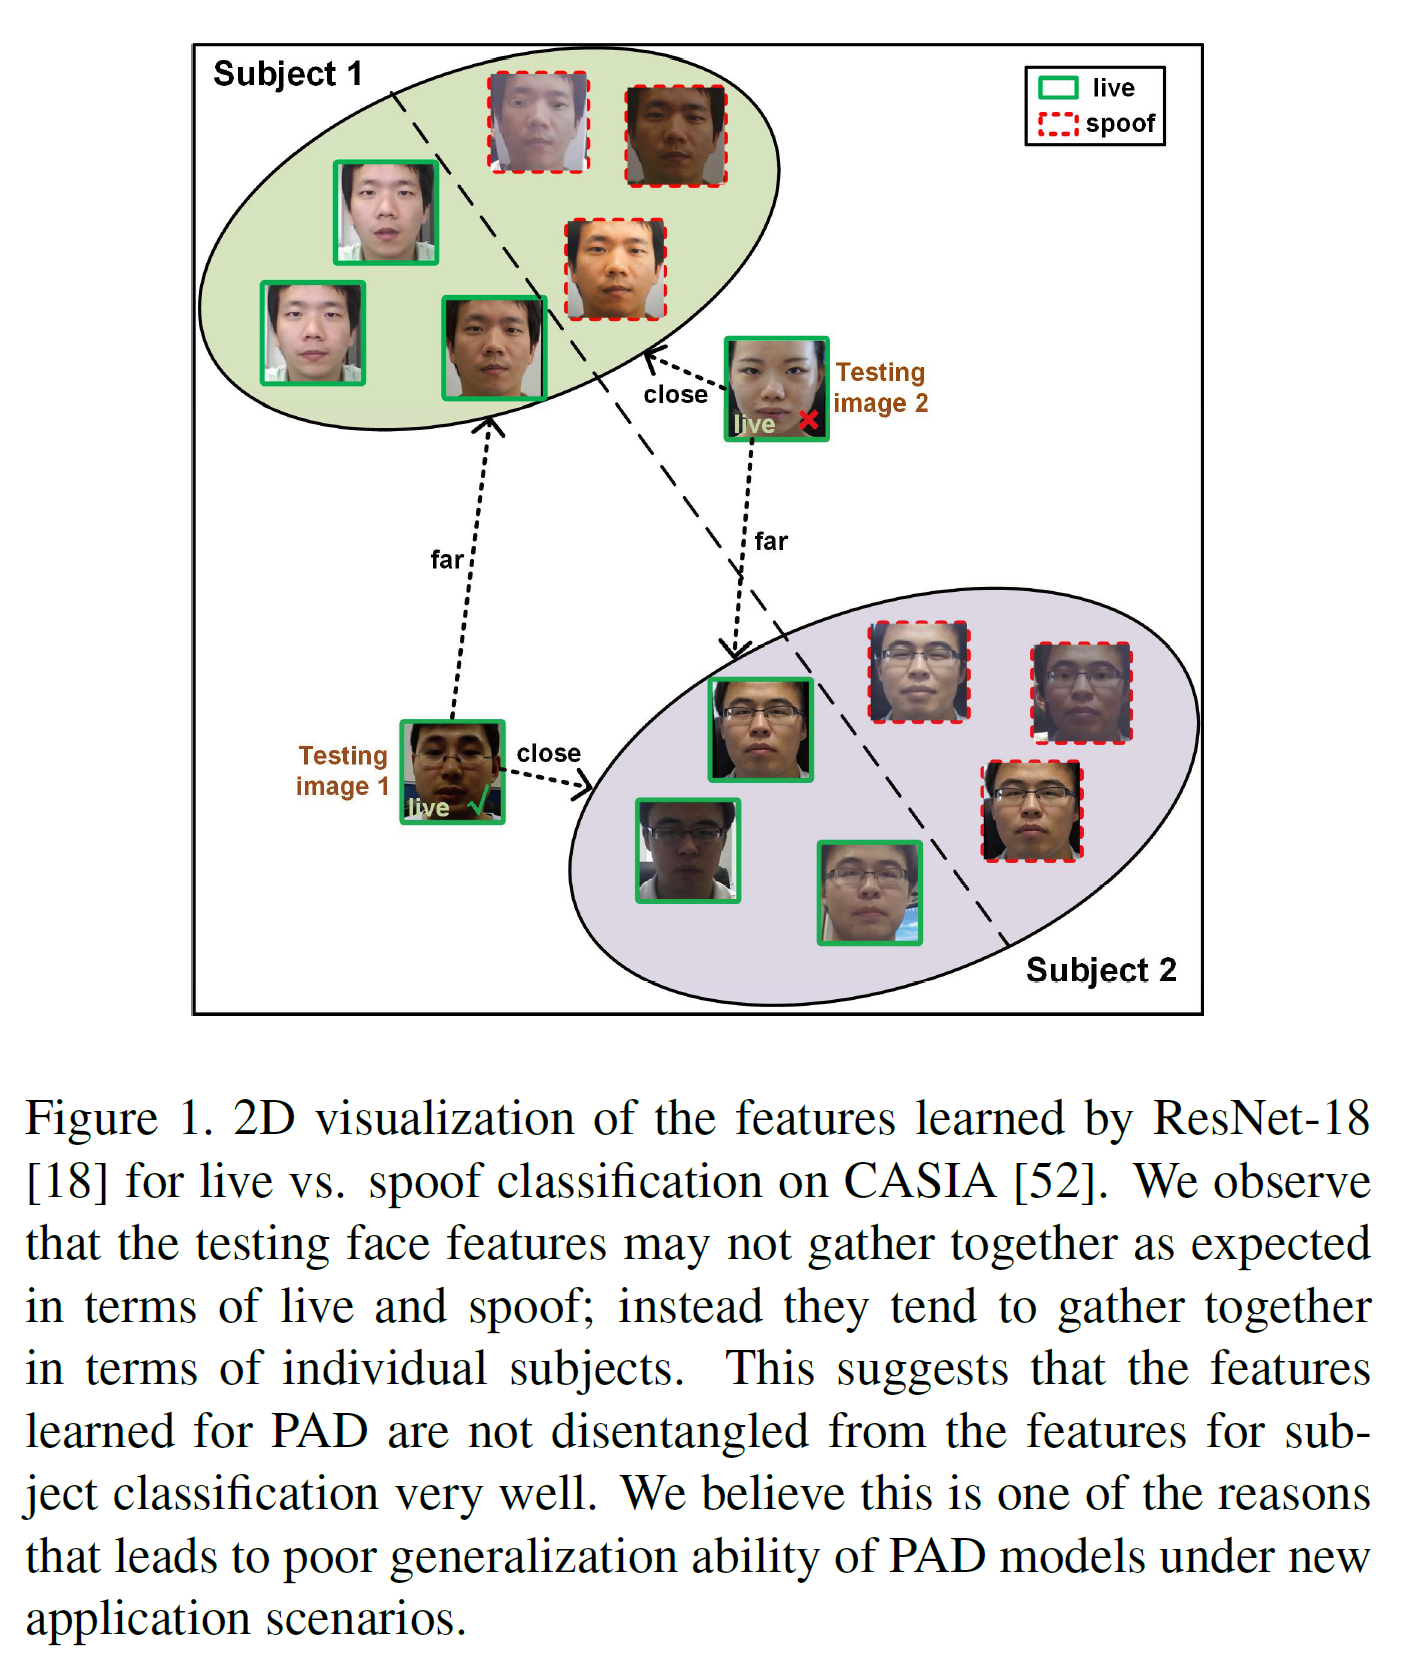 Subject 1
live
spoof
close
Testing
image 2
live
far
far
Testing
image 1
close
live
Subject 2
Figure 1. 2D visualization of the features learned by ResNet-18
[18] for live vs. spoof classification on CASIA [52]. We observe
that the testing face features may not gather together as expected
in terms of live and spoof; instead they tend to gather together
in terms of individual subjects. This suggests that the features
learned for PAD are not disentangled from the features for sub-
ject classification very well. We believe this is one of the reasons
that leads to poor generalization ability of PAD models under new
application scenarios.